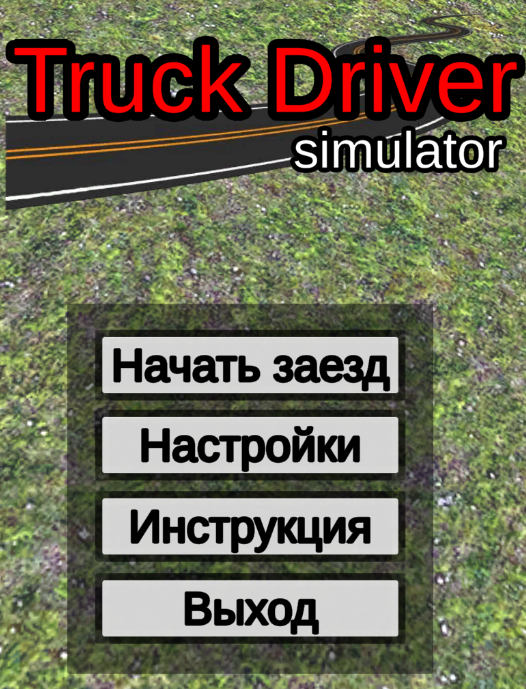 Truck Driver
simulator
Начать заезд
Настройки
Инструкция
Выход